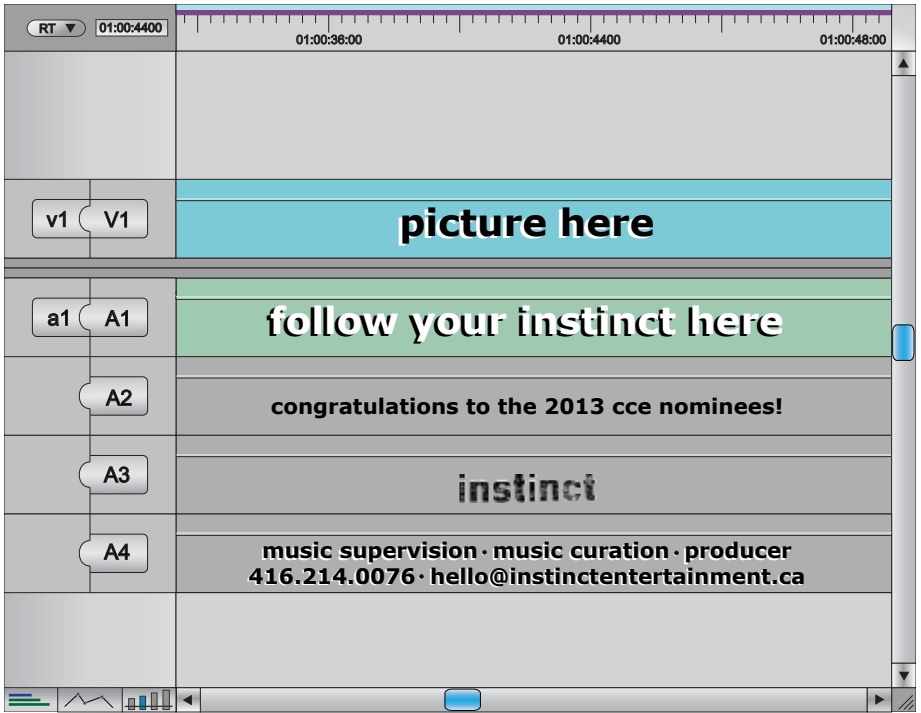 RT ▼ 01:00:4400
01:00:36:00 01:00:4400 01:00:48:00
v1 V1 picture here
a1 A1 follow your instinct here
A2 congratulations to the 2013 cce nominees!
A3 instinct
A4 music supervision · music curation · producer
416.214.0076 · hello@instinctentertainment.ca